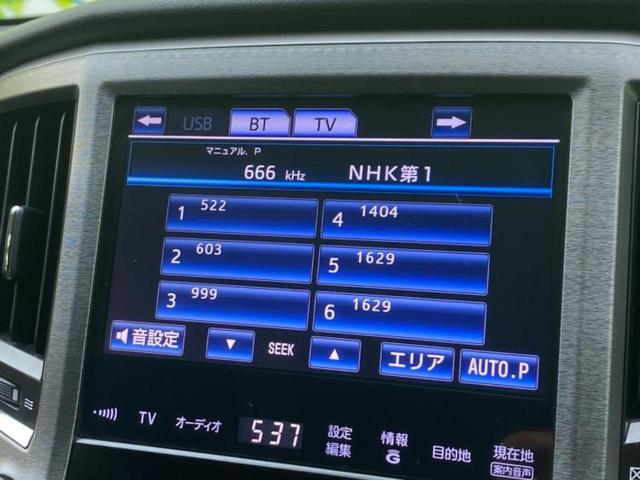 USB BT TV
マニュアル. P
666 kHz NHK第1
1 522
4 1404
2 603
5 1629
3 999
6 1629
音設定 SEEK エリア AUTO.P
TV オーディオ 537 設定編集 情報G 目的地 現在地
案内音声